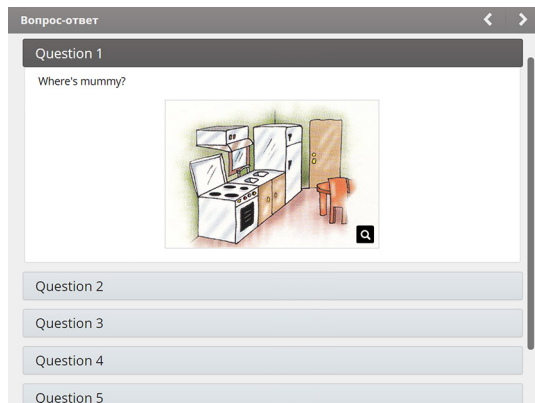 Вопрос-ответ
Question 1
Where's mummy?
Question 2
Question 3
Question 4
Question 5